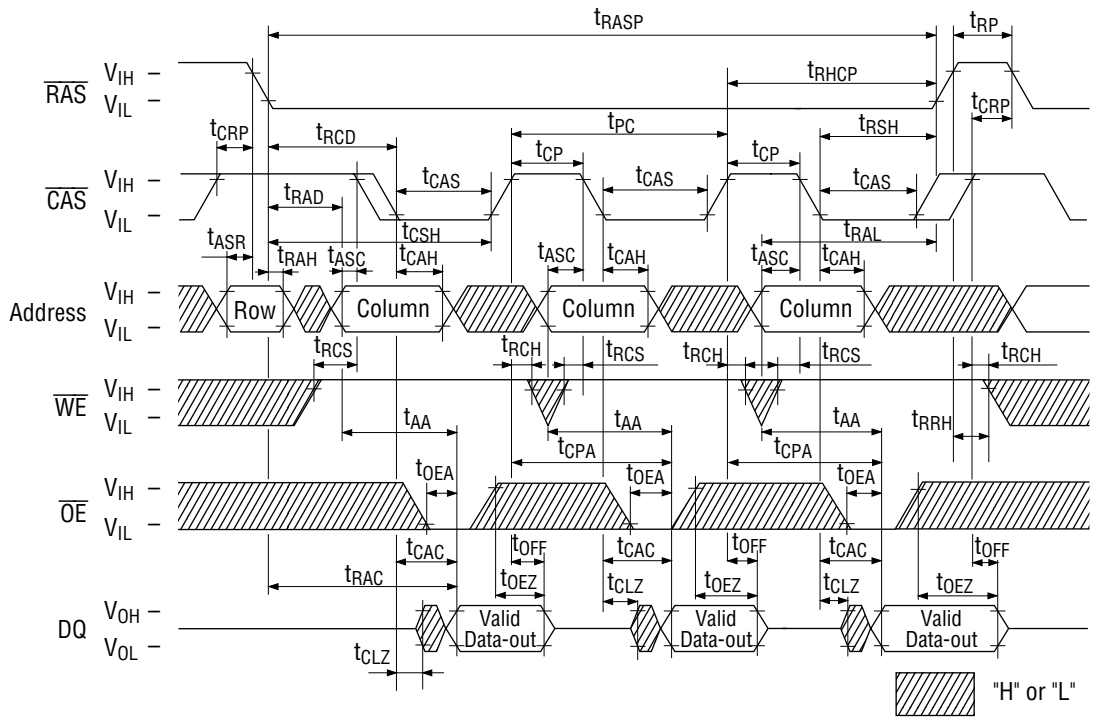 tRASP
tRP
RAS
VIH
VIL
tRHCP
tCRP
tRCD
tPC
tRSH
tCRP
CAS
VIH
VIL
tRAD
tCAS
tCP
tCAS
tCP
tCAS
tCSH
tRAL
tASR
tRAH
tASC
tCAH
tASC
tCAH
tASC
tCAH
Address
VIH
VIL
Row
Column
Column
Column
tRCS
tRCH
tRCS
tRCH
tRCS
tRCH
WE
VIH
VIL
tAA
tAA
tAA
tRRH
tCPA
tCPA
tOEA
tOEA
tOEA
OE
VIH
VIL
tCAC
tOFF
tCAC
tOFF
tCAC
tOFF
tRAC
tOEZ
tCLZ
tOEZ
tCLZ
tOEZ
DQ
VOH
VOL
Valid
Data-out
Valid
Data-out
Valid
Data-out
tCLZ
"H" or "L"